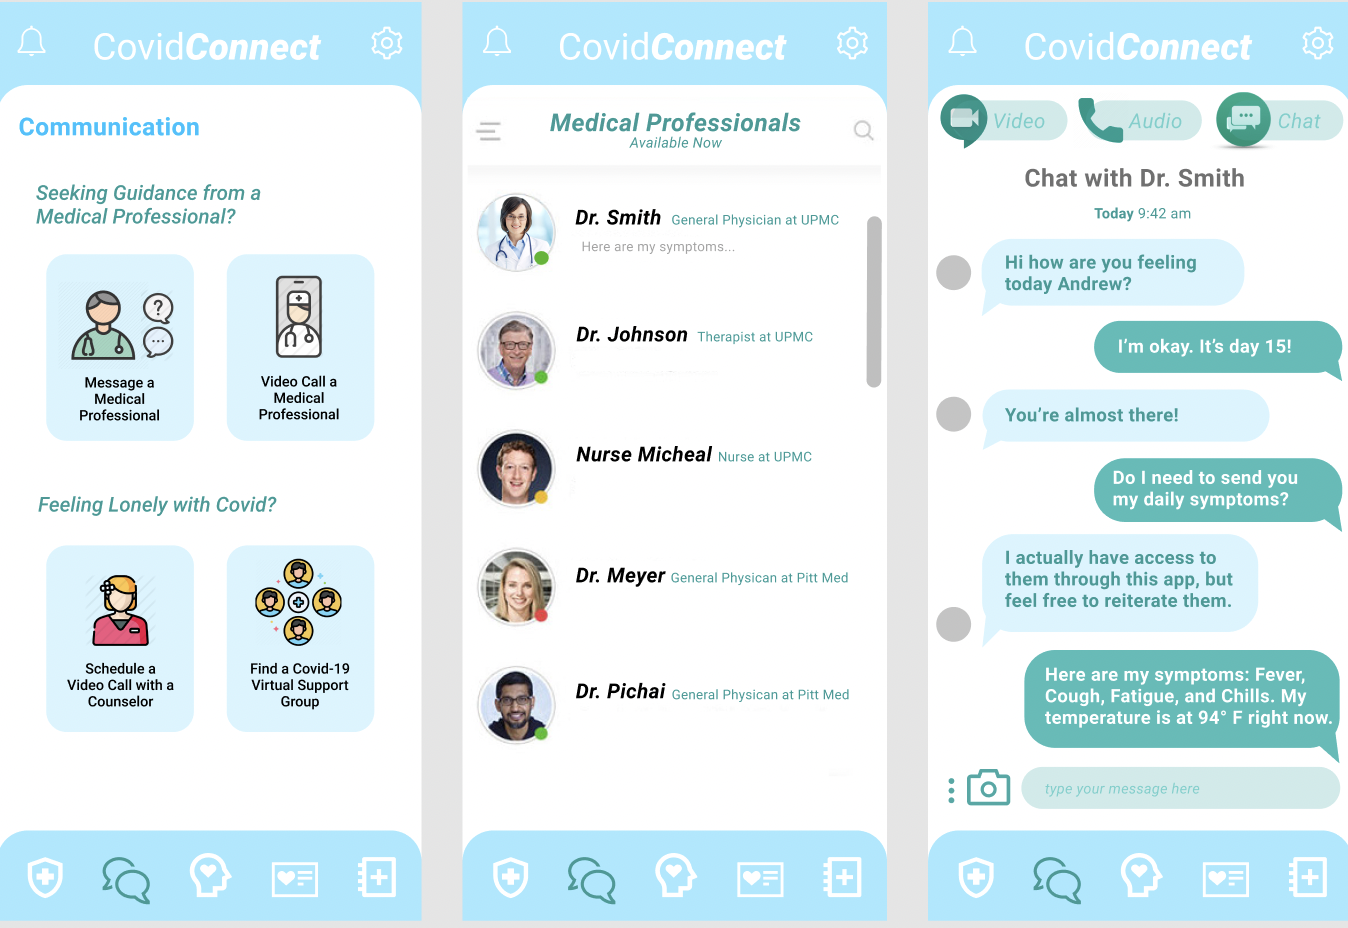 CovidConnect
Communication
Seeking Guidance from a
Medical Professional?
Message a
Medical
Professional
Video Call a
Medical
Professional
Feeling Lonely with Covid?
Schedule a
Video Call with a
Counselor
Find a Covid-19
Virtual Support
Group
CovidConnect
Medical Professionals
Available Now
Dr. Smith General Physician at UPMC
Here are my symptoms...
Dr. Johnson Therapist at UPMC
Nurse Micheal Nurse at UPMC
Dr. Meyer General Physican at Pitt Med
Dr. Pichai General Physican at Pitt Med
CovidConnect
Video Audio Chat
Chat with Dr. Smith
Today 9:42 am
Hi how are you feeling
today Andrew?
I'm okay. It's day 15!
You're almost there!
Do I need to send you
my daily symptoms?
I actually have access to
them through this app, but
feel free to reiterate them.
Here are my symptoms: Fever,
Cough, Fatigue, and Chills. My
temperature is at 94° F right now.
type your message here